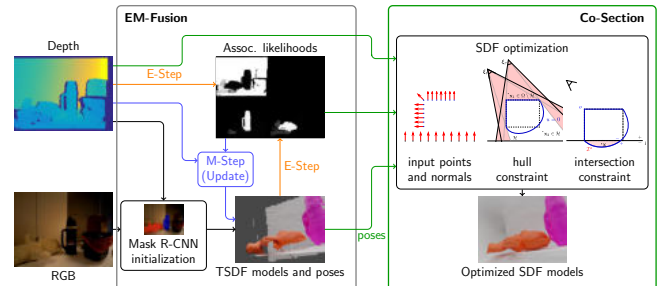 EM-Fusion
Co-Section
Depth
Assoc. likelihoods
SDF optimization
E-Step
M-Step
(Update)
E-Step
input points
and normals
hull
constraint
intersection
constraint
Mask R-CNN
initialization
poses
RGB
TSDF models and poses
Optimized SDF models